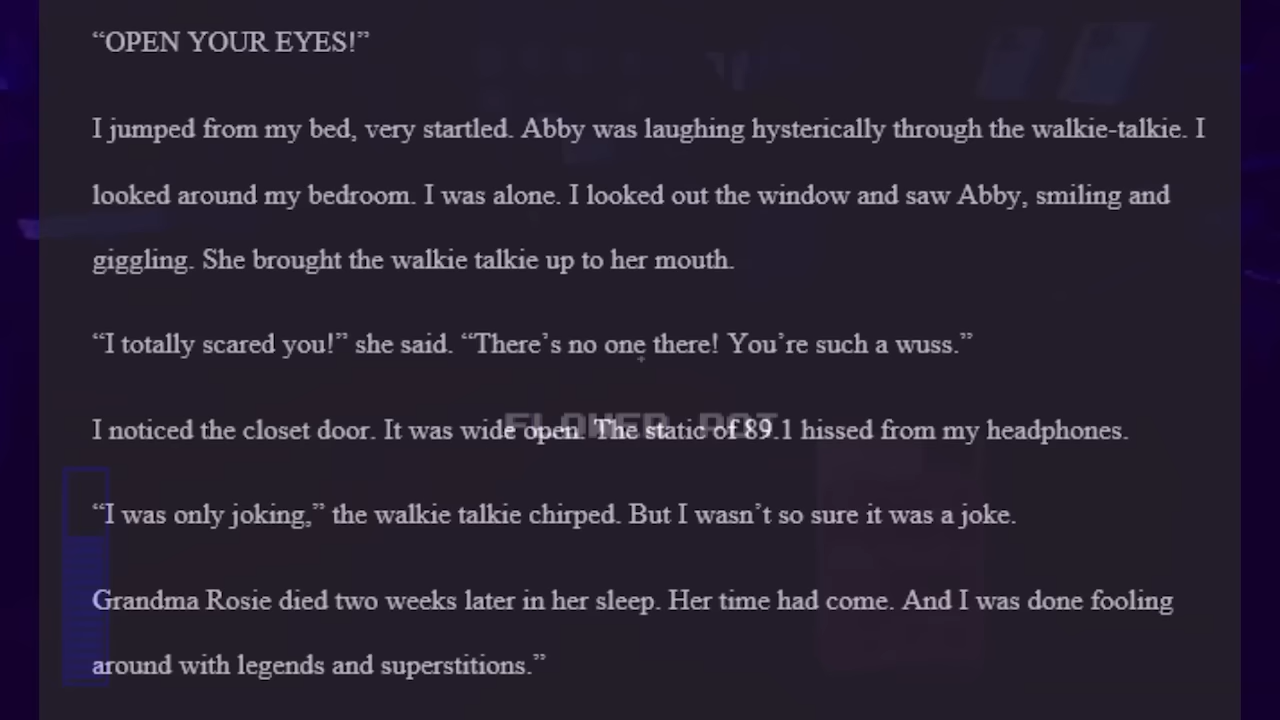 “OPEN YOUR EYES!”
I jumped from my bed, very startled. Abby was laughing hysterically through the walkie-talkie. I
looked around my bedroom. I was alone. I looked out the window and saw Abby, smiling and
giggling. She brought the walkie talkie up to her mouth.
“I totally scared you!” she said. “There’s no one there! You’re such a wuss.”
I noticed the closet door. It was wide open. The static of 89.1 hissed from my headphones.
FLOWER POT
“I was only joking,” the walkie talkie chirped. But I wasn’t so sure it was a joke.
Grandma Rosie died two weeks later in her sleep. Her time had come. And I was done fooling
around with legends and superstitions.”